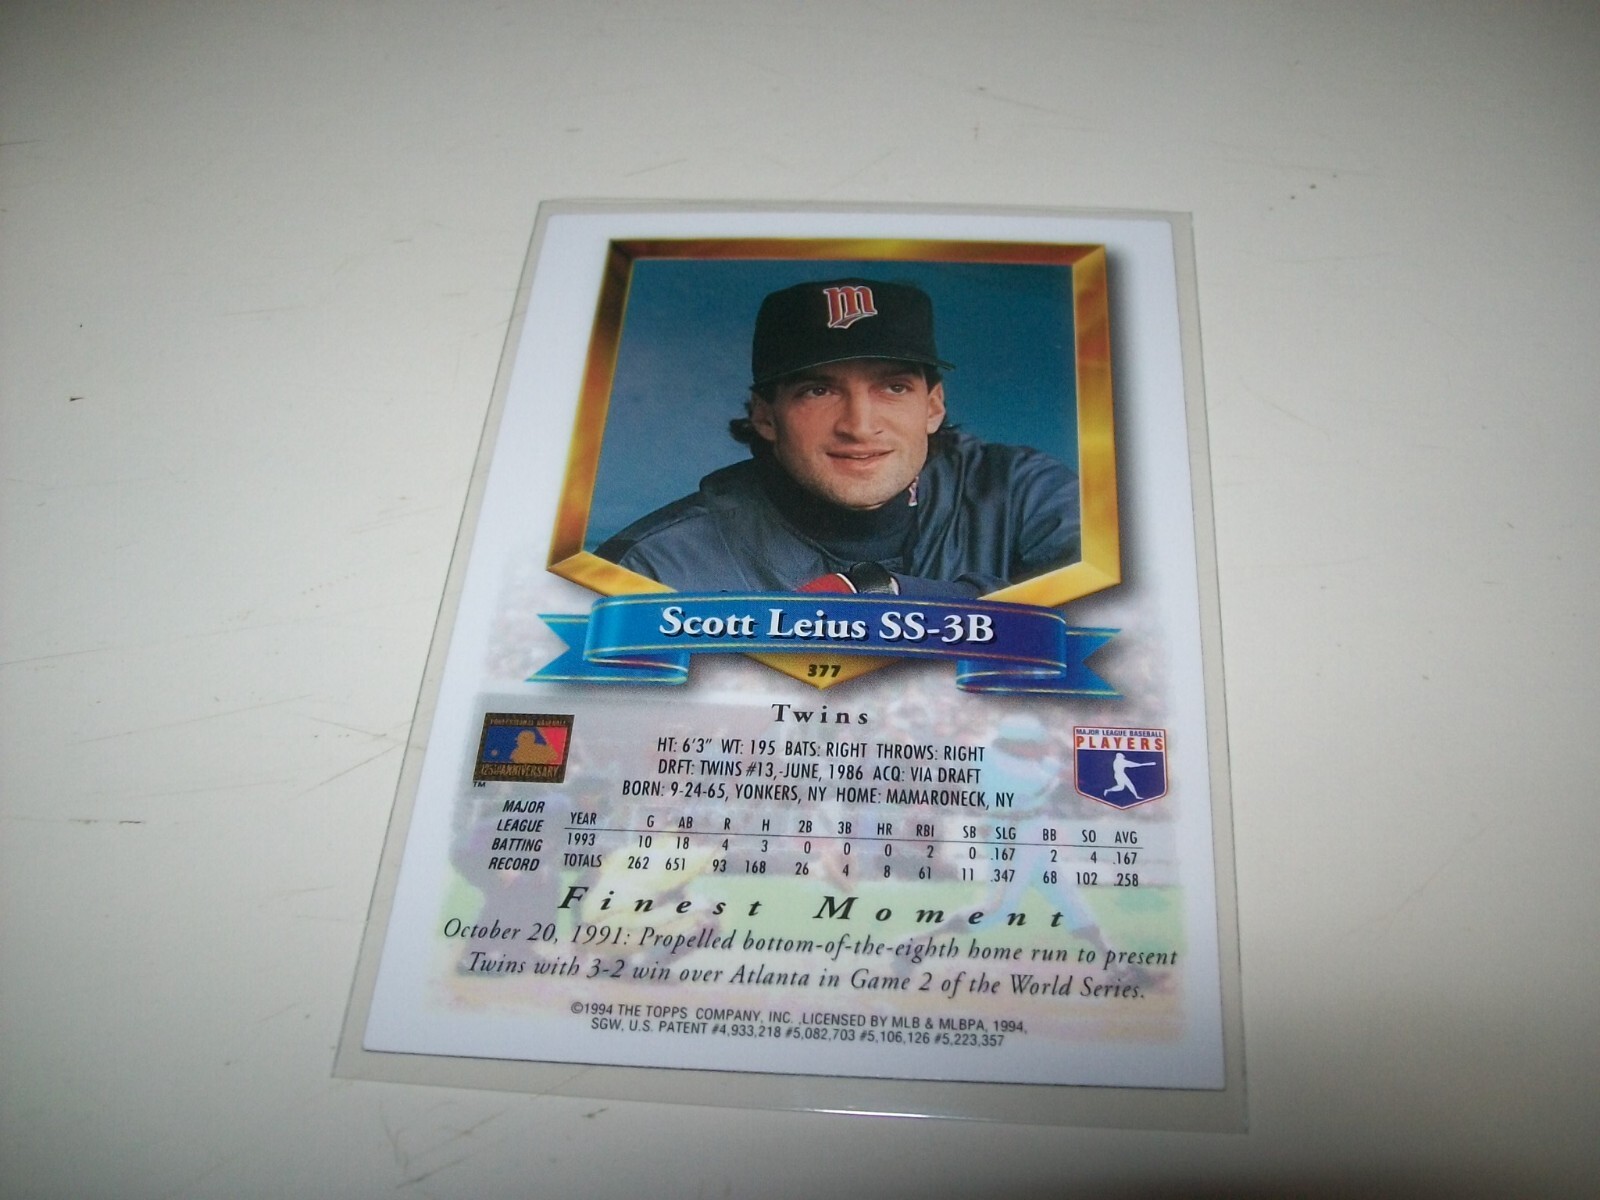 m
Scott Leius SS-3B
377
Twins
PROFESSIONAL BASEBALL
125TH ANNIVERSARY
TM
MAJOR LEAGUE BASEBALL
PLAYERS
HT: 6'3" WT: 195 BATS: RIGHT THROWS: RIGHT
DRFT: TWINS #13,-JUNE, 1986 ACQ: VIA DRAFT
BORN: 9-24-65, YONKERS, NY HOME: MAMARONECK, NY
MAJOR
LEAGUE
BATTING
RECORD
YEAR G AB R H 2B 3B HR RBI SB SLG BB SO AVG
1993 10 18 4 3 0 0 0 2 0 .167 2 4 .167
TOTALS 262 651 93 168 26 4 8 61 11 .347 68 102 .258
Finest Moment
October 20, 1991: Propelled bottom-of-the-eighth home run to present
Twins with 3-2 win over Atlanta in Game 2 of the World Series.
©1994 THE TOPPS COMPANY, INC. ,LICENSED BY MLB & MLBPA, 1994,
SGW, U.S. PATENT #4,933,218 #5,082,703 #5,106,126 #5,223,357